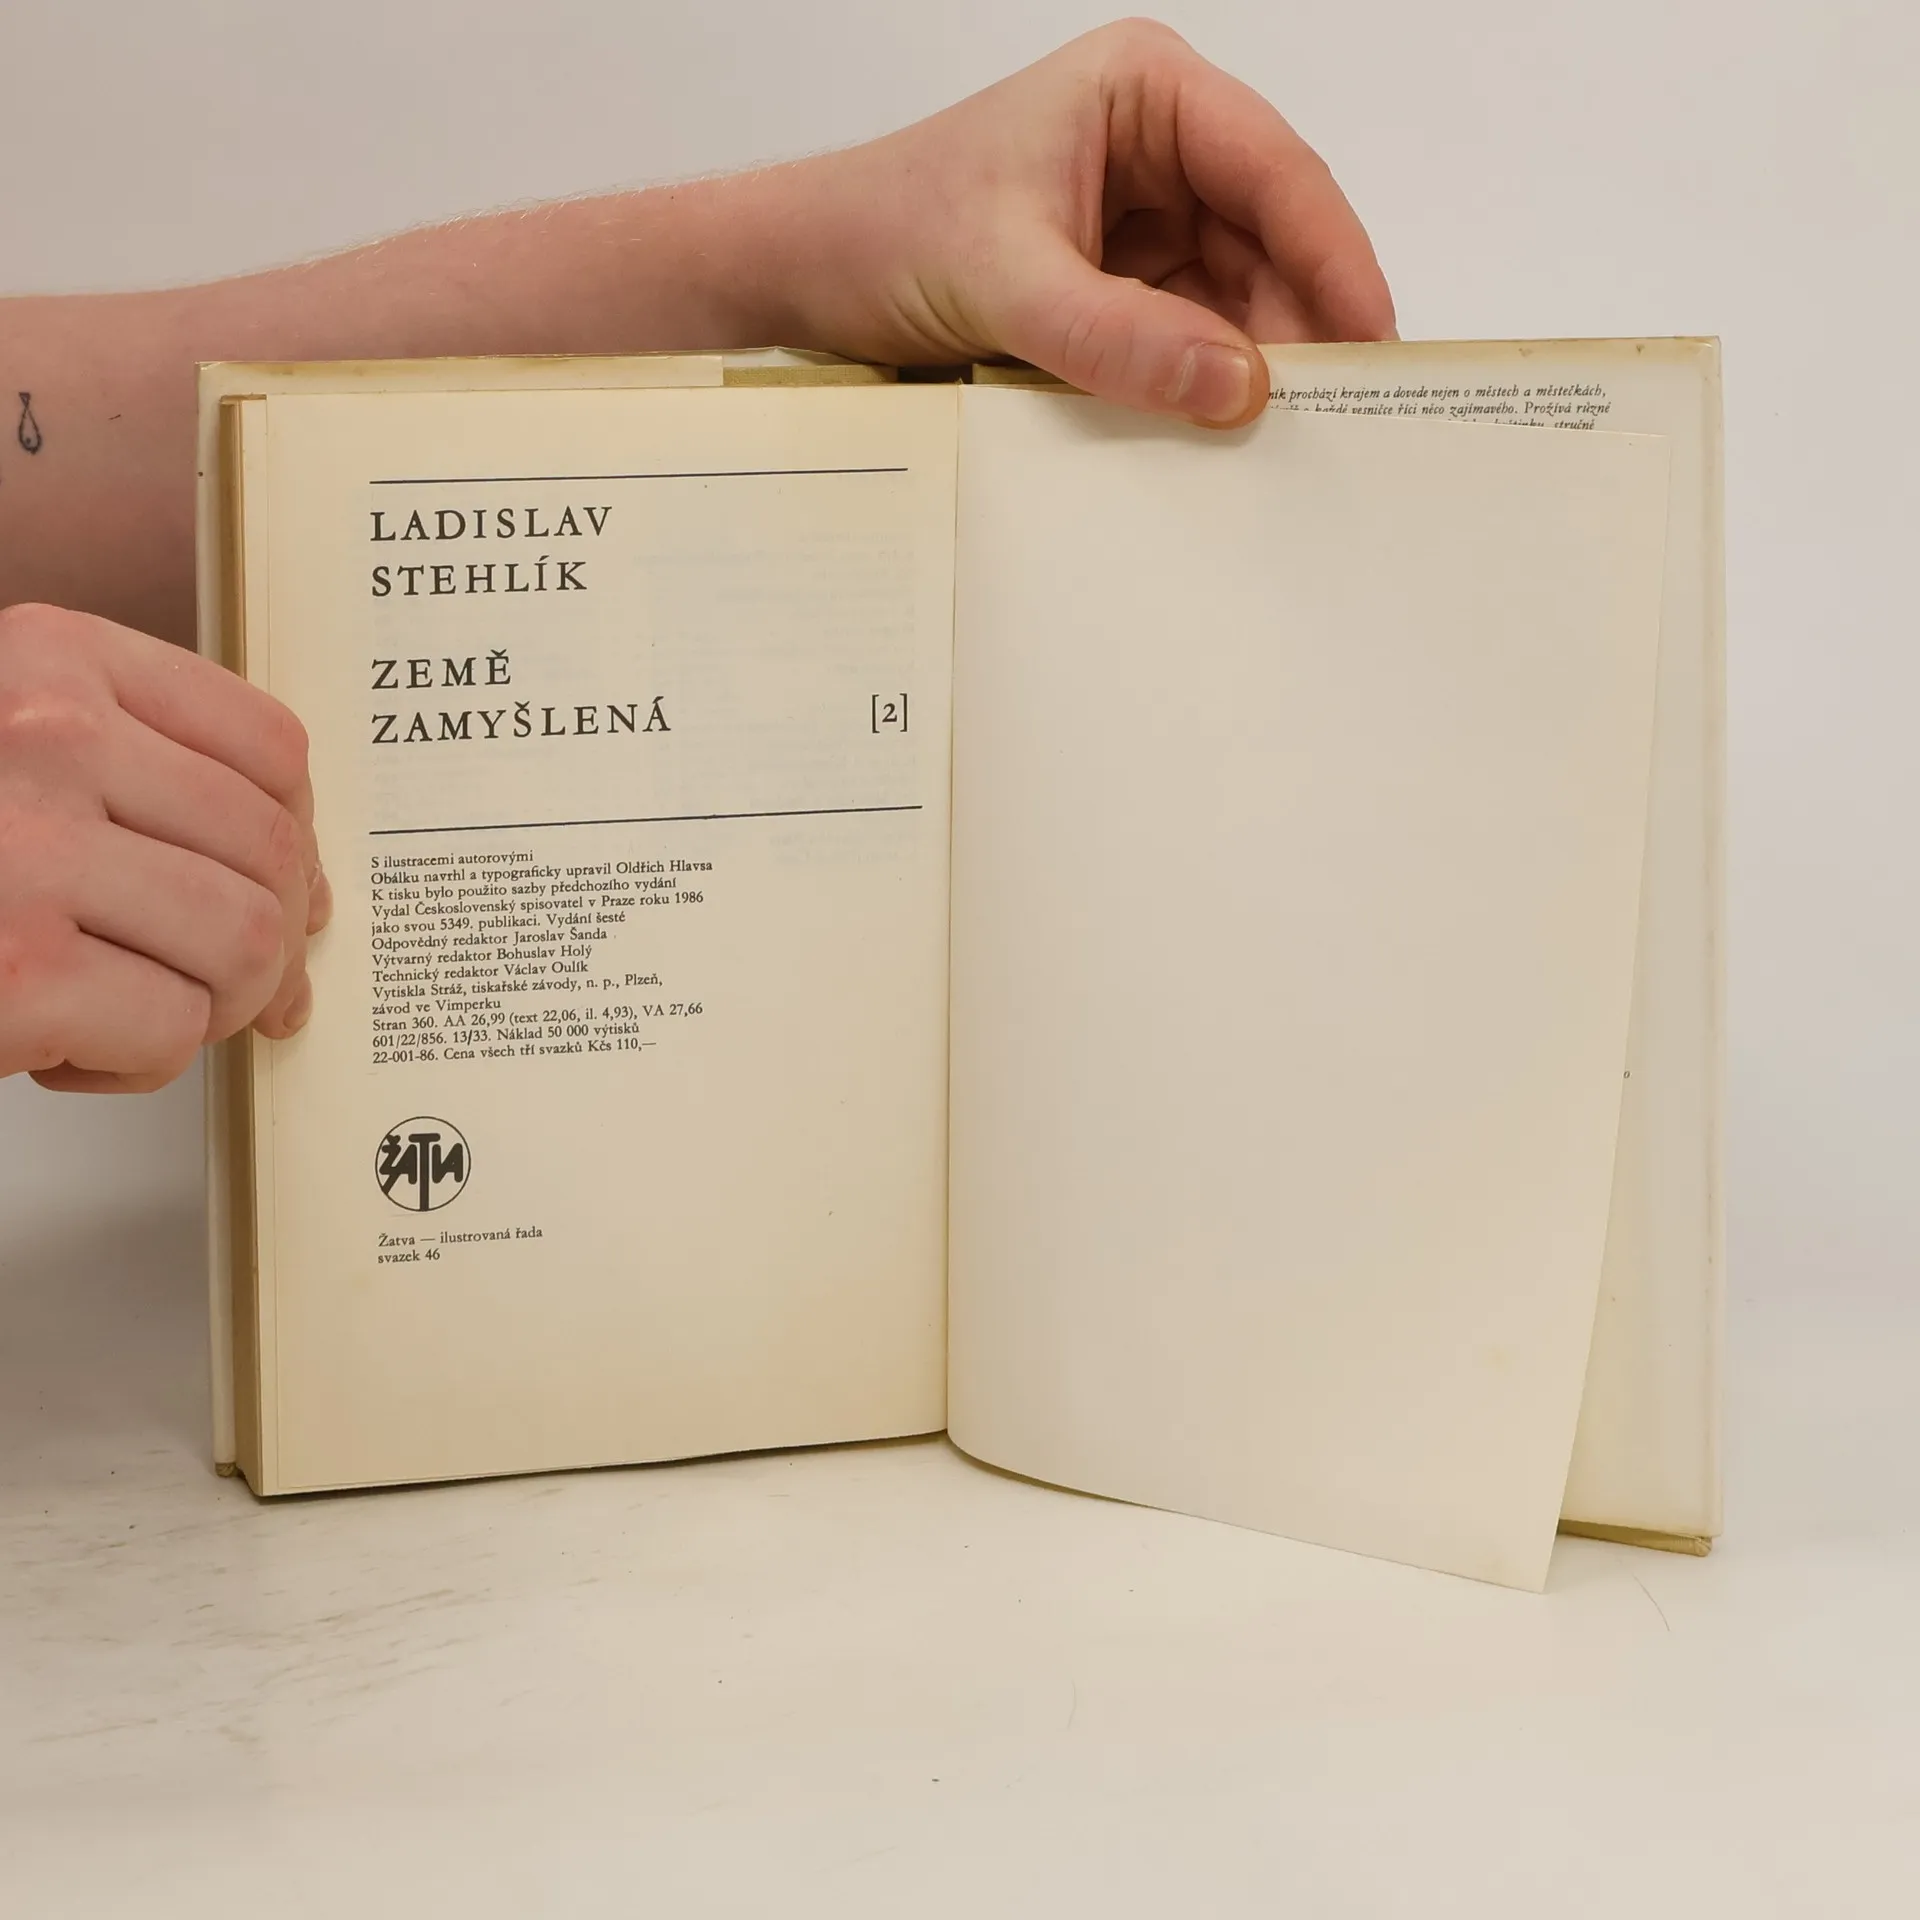 LADISLAV
STEHLÍK
ZEMĚ
ZAMYŠLENÁ [2]
S ilustracemi autorovými
Obálku navrhl a typograficky upravil Oldřich Hlavsa
K tisku bylo použito sazby předchozího vydání
Vydal Československý spisovatel v Praze roku 1986
jako svou 5349. publikaci. Vydání šesté
Odpovědný redaktor Jaroslav Šanda
Výtvarný redaktor Bohuslav Holý
Technický redaktor Václav Oulík
Vytiskla Stráž, tiskařské závody, n. p., Plzeň,
závod ve Vimperku
Stran 360. AA 26,99 (text 22,06, il. 4,93), VA 27,66
601/22/856. 13/33. Náklad 50 000 výtisků
22-001-86. Cena všech tří svazků Kčs 110,—
ŽATVA
Žatva — ilustrovaná řada
svazek 46
prochází krajem a dovede nejen o městech a městečkách,
každé vesničce říci něco zajímavého. Prožívá různé
stručně